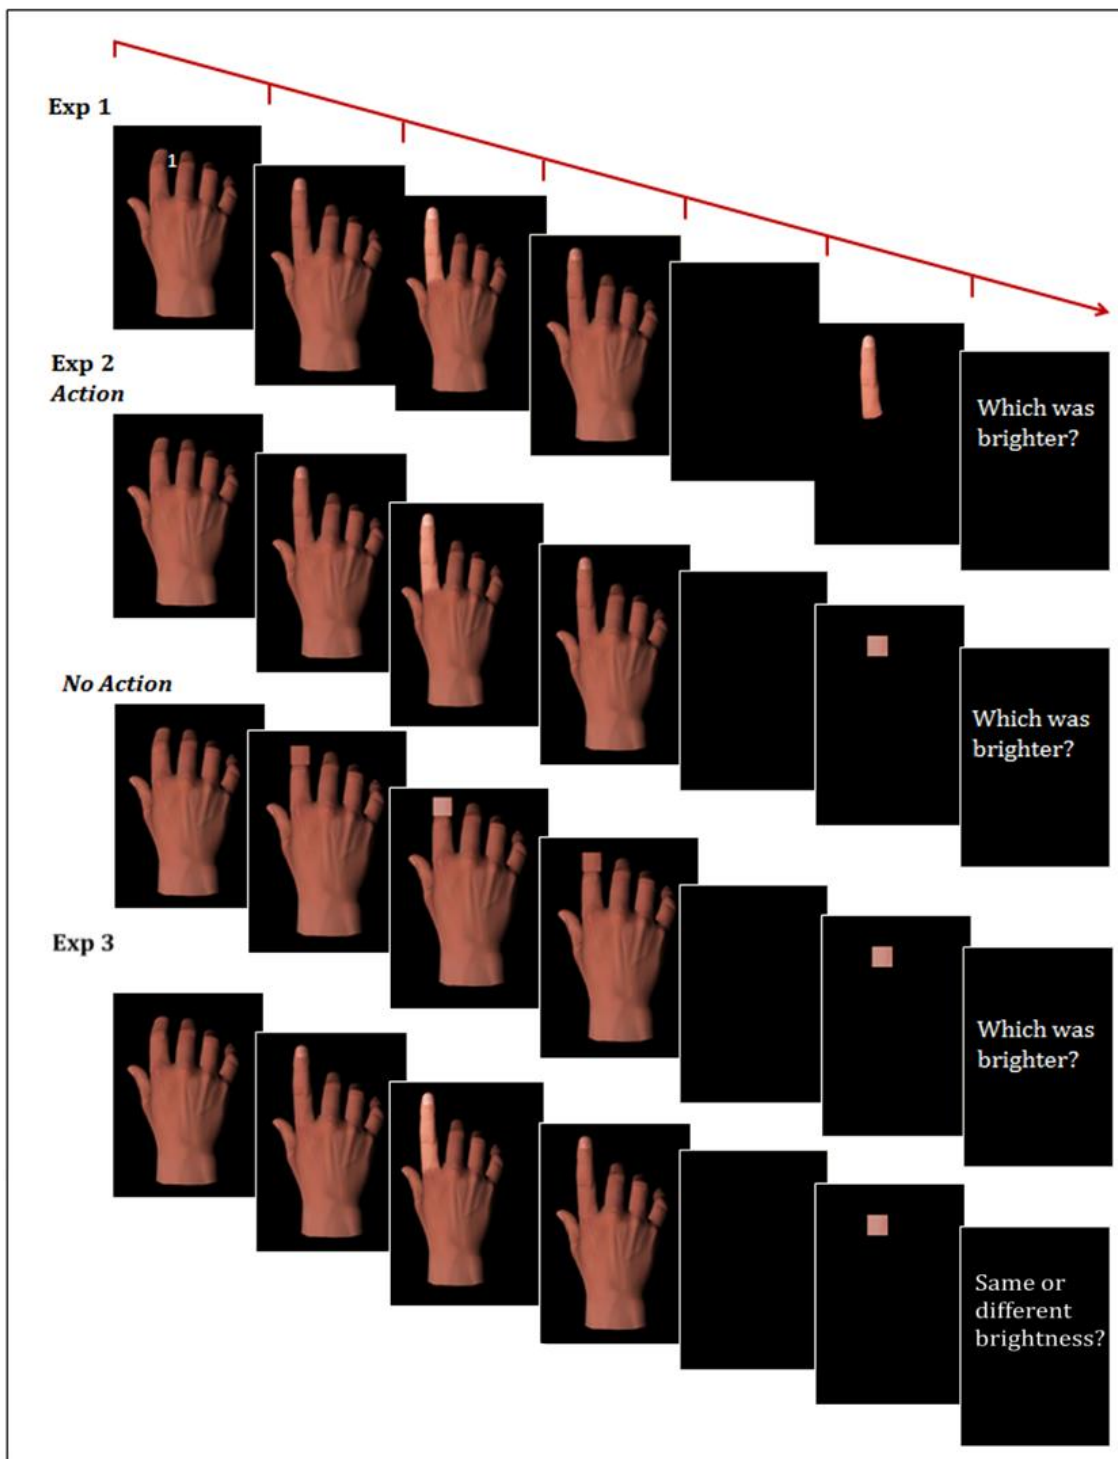 Exp 1
1
Which was
brighter?
Exp 2
Action
Which was
brighter?
No Action
Which was
brighter?
Exp 3
Same or
different
brightness?